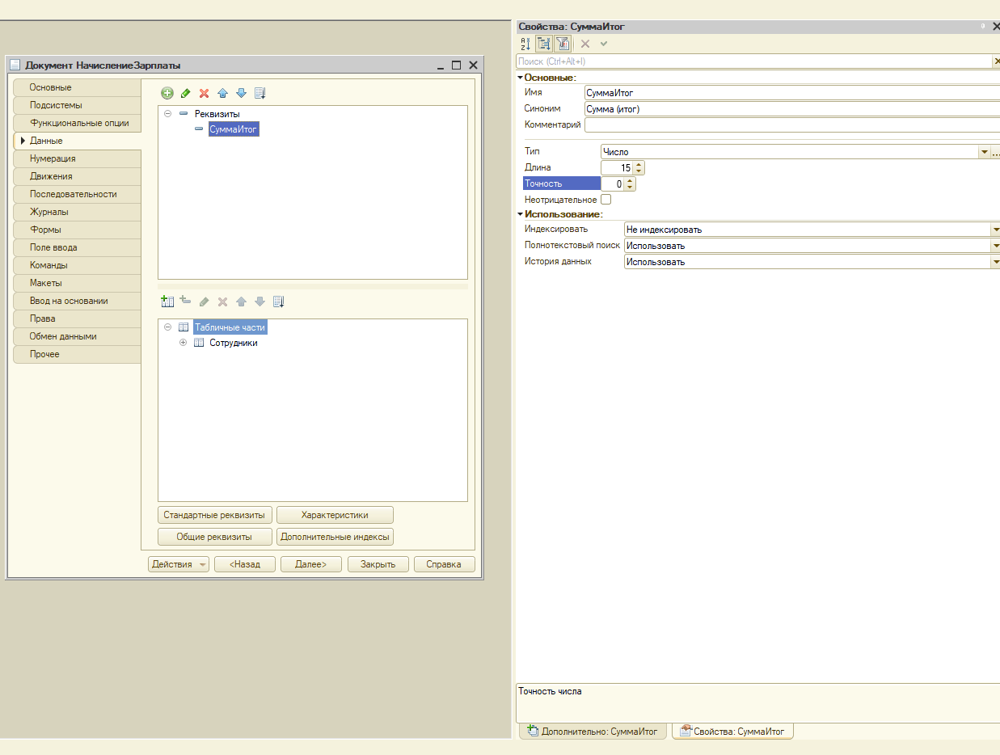 Документ НачислениеЗарплаты
Основные
Подсистемы
Функциональные опции
Данные
Нумерация
Движения
Последовательности
Журналы
Формы
Поле ввода
Команды
Макеты
Ввод на основании
Права
Обмен данными
Прочее
Реквизиты
СуммаИтог
Табличные части
Сотрудники
Стандартные реквизиты Характеристики
Общие реквизиты Дополнительные индексы
Действия <Назад Далее> Закрыть Справка
Свойства: СуммаИтог
Поиск (Ctrl+Alt+I)
Основные:
Имя СуммаИтог
Синоним Сумма (итог)
Комментарий
Тип Число ...
Длина 15
Точность 0
Неотрицательное
Использование:
Индексировать Не индексировать
Полнотекстовый поиск Использовать
История данных Использовать
Точность числа
Дополнительно: СуммаИтог Свойства: СуммаИтог